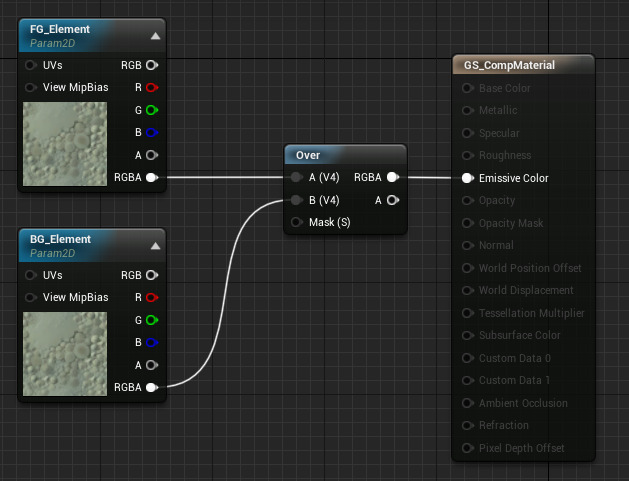 FG_Element
Param2D
UVs RGB
View MipBias R
G
B
A
RGBA
BG_Element
Param2D
UVs RGB
View MipBias R
G
B
A
RGBA
Over
A (V4) RGBA
B (V4) A
Mask (S)
GS_CompMaterial
Base Color
Metallic
Specular
Roughness
Emissive Color
Opacity
Opacity Mask
Normal
World Position Offset
World Displacement
Tessellation Multiplier
Subsurface Color
Custom Data 0
Custom Data 1
Ambient Occlusion
Refraction
Pixel Depth Offset